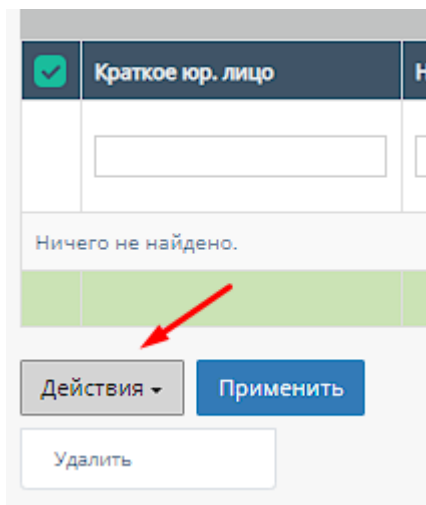 Краткое юр. лицо
Ничего не найдено.
Действия
Применить
Удалить